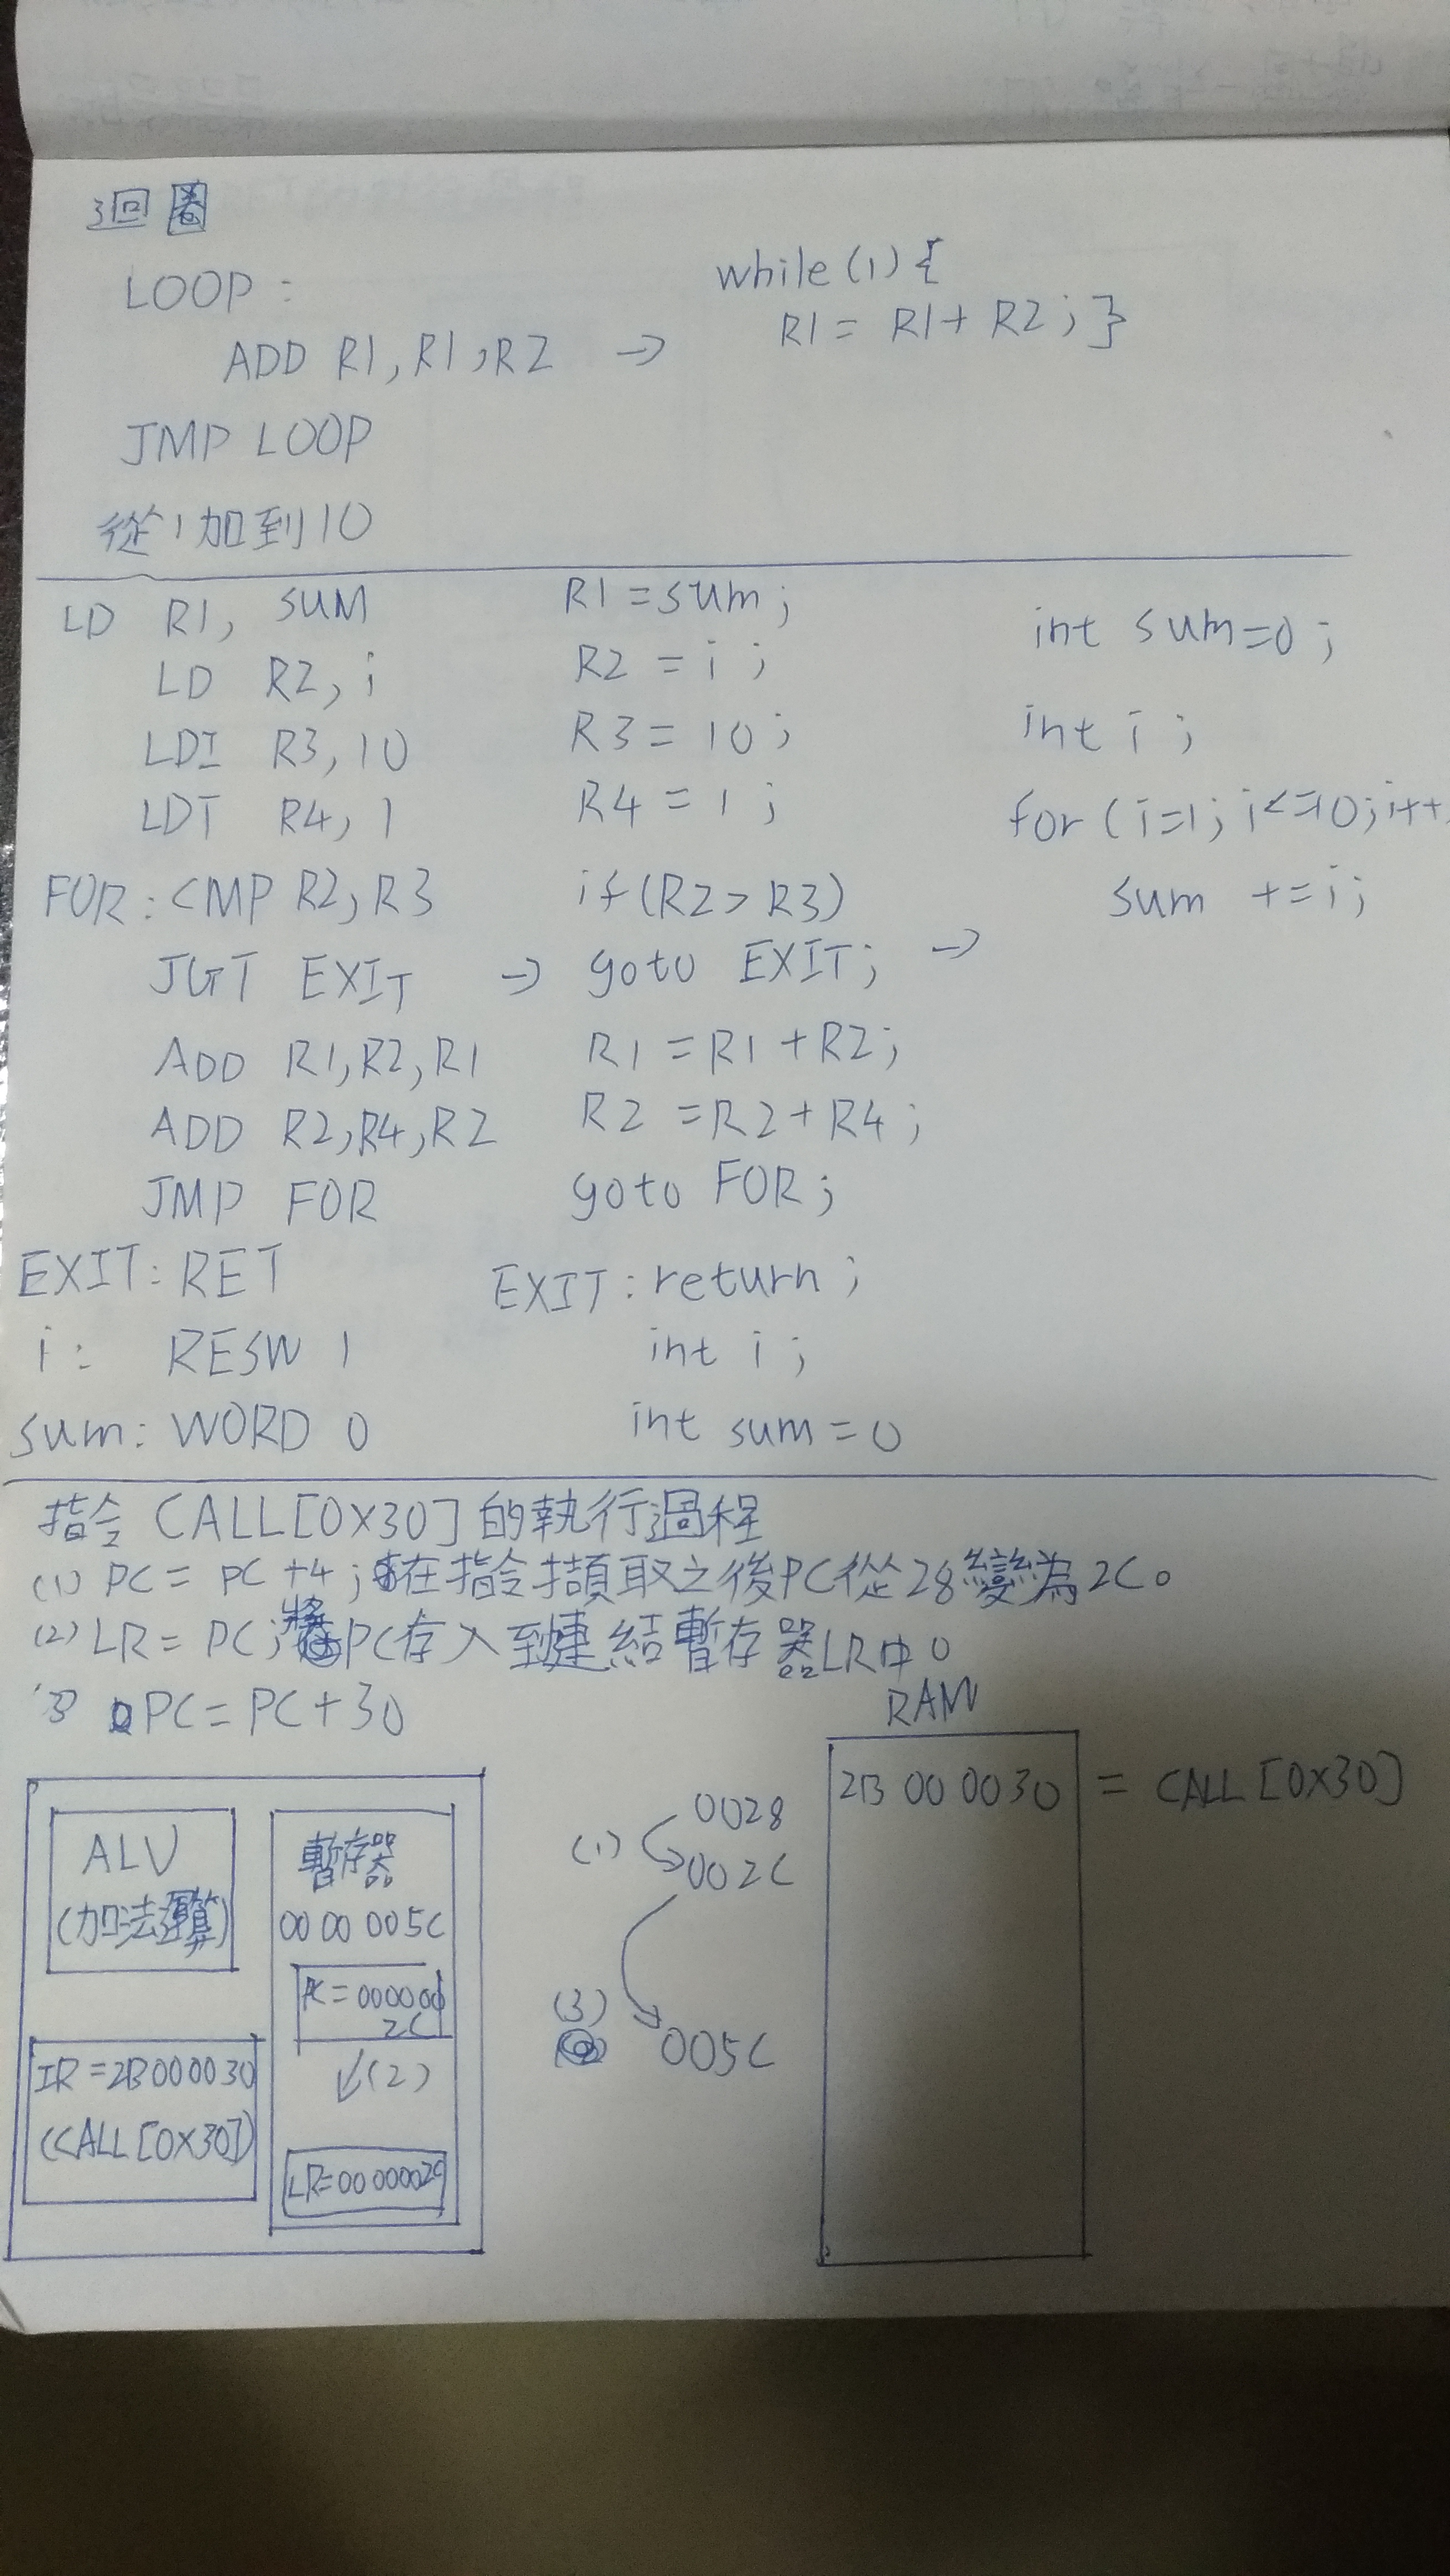 迴圈
LOOP:
while(1){
ADD R1,R1,R2 → R1=R1+R2;}
JMP LOOP
從1加到10
LD R1, SUM R1=sum; int sum=0;
LD R2,i R2=i;
LDI R3,10 R3=10; int i;
LDI R4,1 R4=1; for(i=1;i<=10;i++
FOR:CMP R2,R3 if(R2>R3) sum +=i;
JGT EXIT → goto EXIT; →
ADD R1,R2,R1 R1=R1+R2;
ADD R2,R4,R2 R2=R2+R4;
JMP FOR goto FOR;
EXIT:RET EXIT:return;
i: RESW 1 int i;
sum:WORD 0 int sum=0
指令 CALL[0X30]的執行過程
(1) PC=PC+4;在指令擷取之後PC從28變為2C。
(2) LR=PC;將PC存入到連結暫存器LR中。
(3) PC=PC+30
RAM
2B 00 0030 = CALL[0X30]
0028
(1)
002C
(3)
005C
ALU
(加法運算)
暫存器
00 00 005C
PC=000000
2C
(2)
IR=2B000030
(CALL[0X30])
LR=0000002C